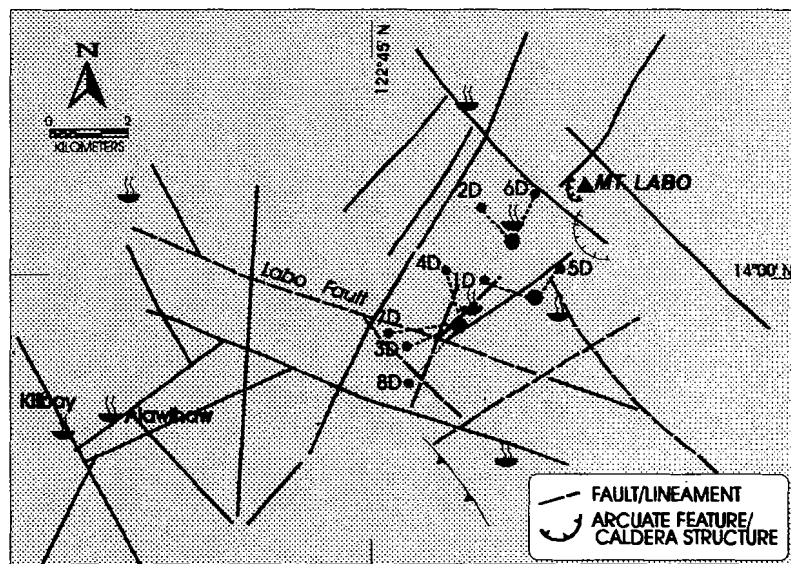 N
122°45' N
0 2
KILOMETERS
MT. LABO
2D 6D
14°00' N
4D 1D 5D
Labo Fault
3D
8D
Kilbay Alawihaw
FAULT/LINEAMENT
ARCUATE FEATURE/
CALDERA STRUCTURE